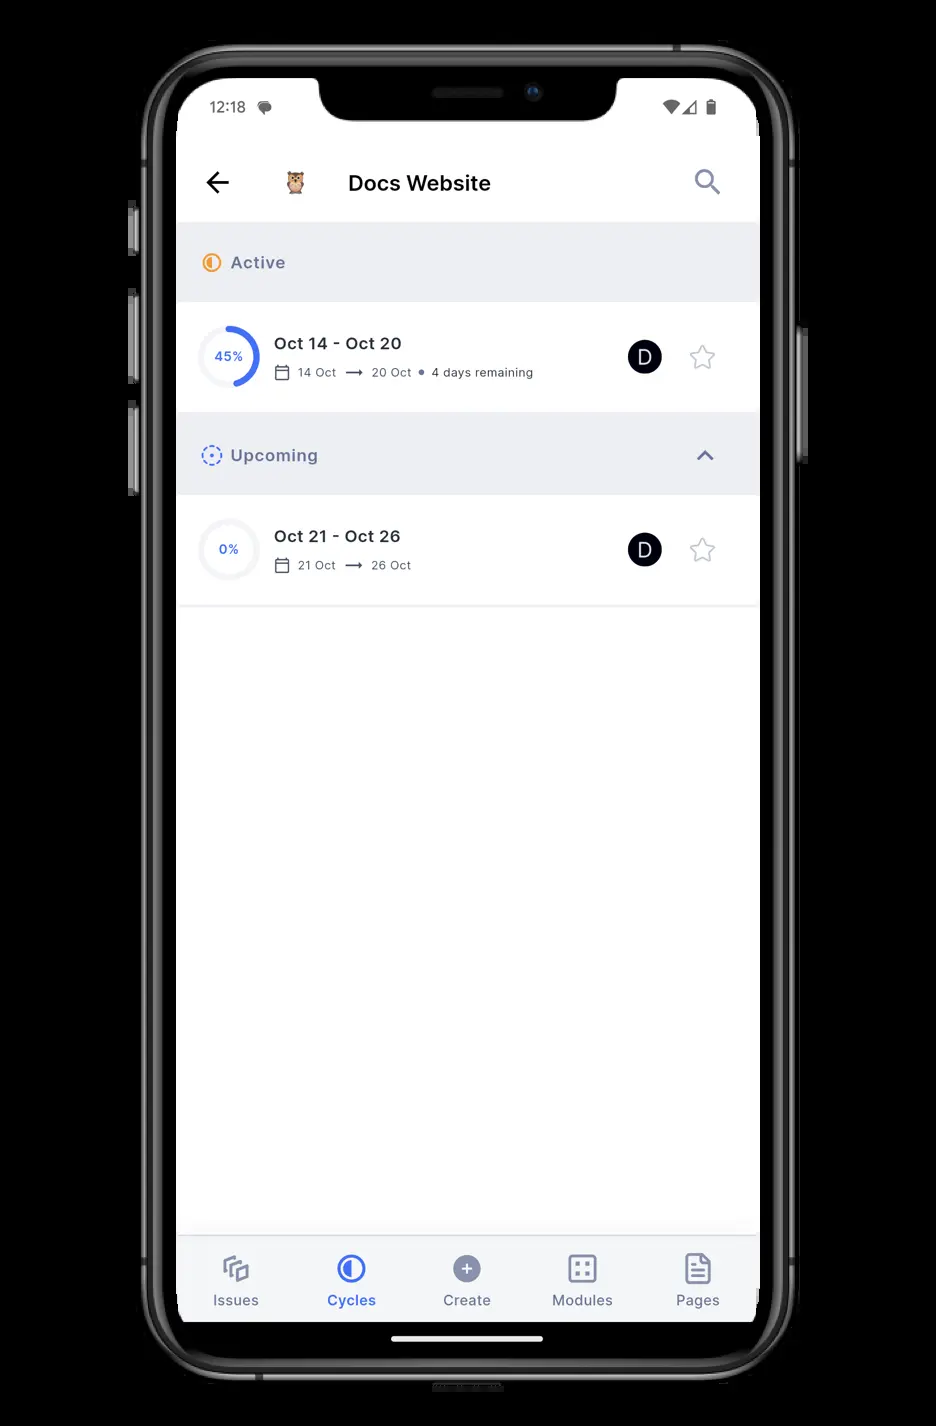 12:18
Docs Website
Active
45%
Oct 14 - Oct 20
14 Oct → 20 Oct • 4 days remaining
D
Upcoming
0%
Oct 21 - Oct 26
21 Oct → 26 Oct
D
Issues
Cycles
Create
Modules
Pages